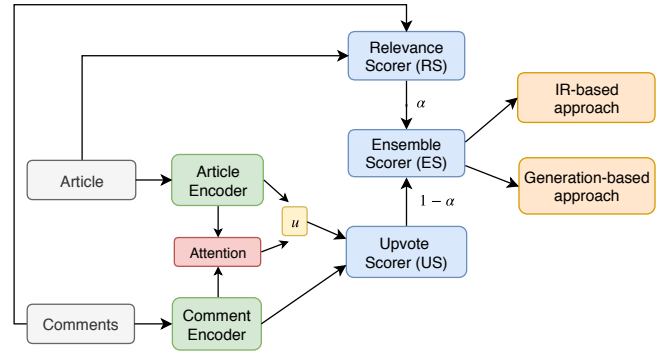 Relevance
Scorer (RS)
α
IR-based
approach
Ensemble
Scorer (ES)
Generation-based
approach
Article
Article
Encoder
1 − α
u
Attention
Upvote
Scorer (US)
Comments
Comment
Encoder